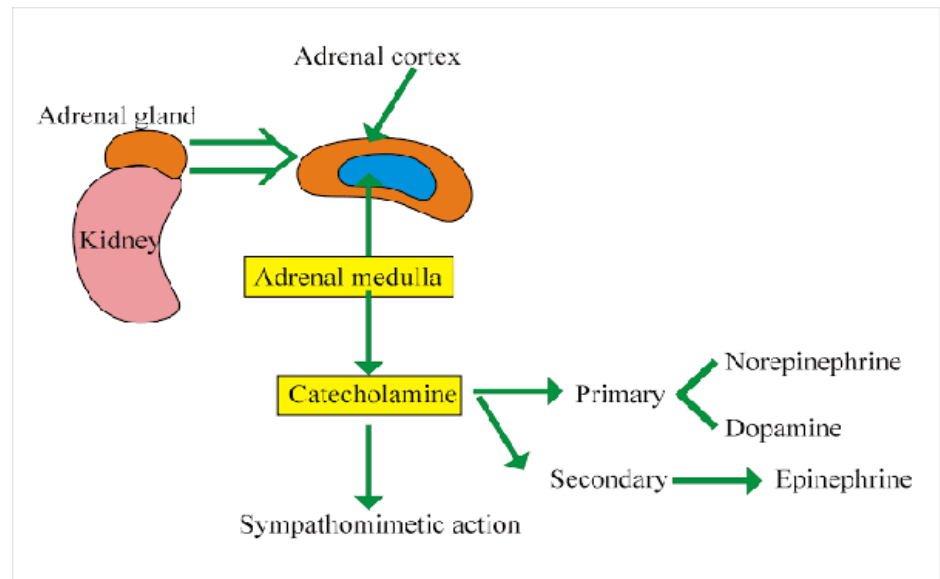 Adrenal cortex
Adrenal gland
Kidney
Adrenal medulla
Catecholamine
Primary
Norepinephrine
Dopamine
Secondary
Epinephrine
Sympathomimetic action